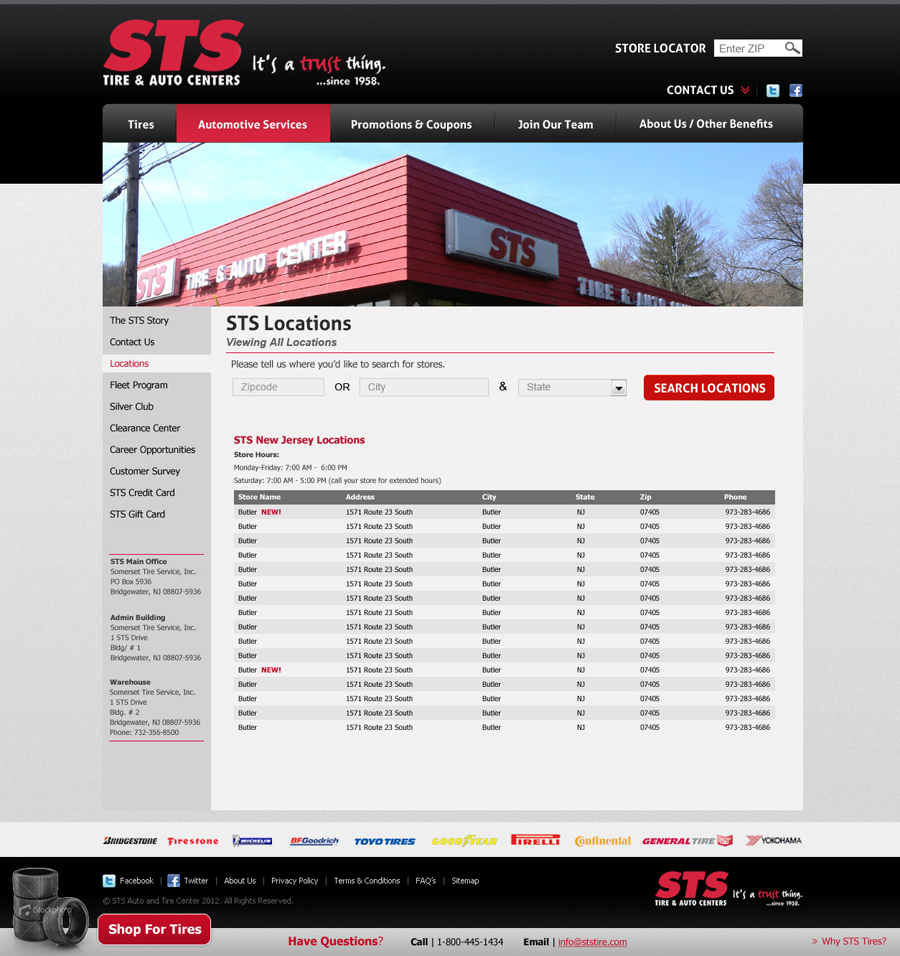 STS
TIRE & AUTO CENTERS
It's a trust thing.
...since 1958.
STORE LOCATOR Enter ZIP
CONTACT US
Tires Automotive Services Promotions & Coupons Join Our Team About Us / Other Benefits
STS TIRE & AUTO CENTER STS TIRE & AUTO
The STS Story
Contact Us
Locations
Fleet Program
Silver Club
Clearance Center
Career Opportunities
Customer Survey
STS Credit Card
STS Gift Card
STS Main Office
Somerset Tire Service, Inc.
PO Box 5936
Bridgewater, NJ 08807-5936
Admin Building
Somerset Tire Service, Inc.
1 STS Drive
Bldg/ # 1
Bridgewater, NJ 08807-5936
Warehouse
Somerset Tire Service, Inc.
1 STS Drive
Bldg. # 2
Bridgewater, NJ 08807-5936
Phone: 732-356-8500
STS Locations
Viewing All Locations
Please tell us where you'd like to search for stores.
Zipcode OR City & State SEARCH LOCATIONS
STS New Jersey Locations
Store Hours:
Monday-Friday: 7:00 AM - 6:00 PM
Saturday: 7:00 AM - 5:00 PM (call your store for extended hours)
Store Name Address City State Zip Phone
Butler NEW! 1571 Route 23 South Butler NJ 07405 973-283-4686
Butler 1571 Route 23 South Butler NJ 07405 973-283-4686
Butler 1571 Route 23 South Butler NJ 07405 973-283-4686
Butler 1571 Route 23 South Butler NJ 07405 973-283-4686
Butler 1571 Route 23 South Butler NJ 07405 973-283-4686
Butler 1571 Route 23 South Butler NJ 07405 973-283-4686
Butler 1571 Route 23 South Butler NJ 07405 973-283-4686
Butler 1571 Route 23 South Butler NJ 07405 973-283-4686
Butler 1571 Route 23 South Butler NJ 07405 973-283-4686
Butler 1571 Route 23 South Butler NJ 07405 973-283-4686
Butler 1571 Route 23 South Butler NJ 07405 973-283-4686
Butler NEW! 1571 Route 23 South Butler NJ 07405 973-283-4686
Butler 1571 Route 23 South Butler NJ 07405 973-283-4686
Butler 1571 Route 23 South Butler NJ 07405 973-283-4686
Butler 1571 Route 23 South Butler NJ 07405 973-283-4686
Butler 1571 Route 23 South Butler NJ 07405 973-283-4686
BRIDGESTONE Firestone MICHELIN BFGoodrich TOYO TIRES GOODYEAR PIRELLI Continental GENERAL TIRE YOKOHAMA
Facebook | Twitter | About Us | Privacy Policy | Terms & Conditions | FAQ's | Sitemap
© STS Auto and Tire Center 2012. All Rights Reserved.
STS
TIRE & AUTO CENTERS
It's a trust thing.
...since 1958.
iStockphoto
Shop For Tires
Have Questions? Call | 1-800-445-1434 Email | info@ststire.com » Why STS Tires?